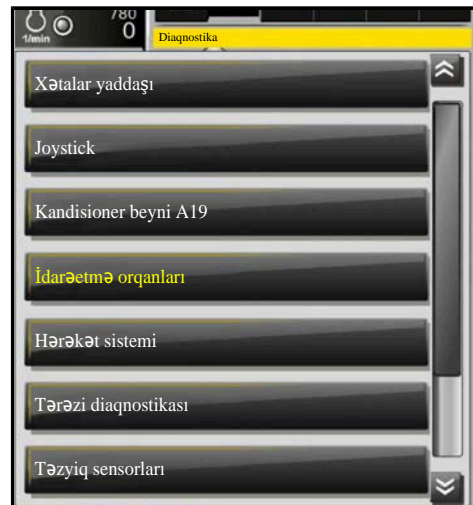 780
1/min
0
Diaqnostika
Xətalar yaddaşı
Joystick
Kandisioner beyni A19
İdarəetmə orqanları
Hərəkət sistemi
Tərəzi diaqnostikası
Təzyiq sensorları